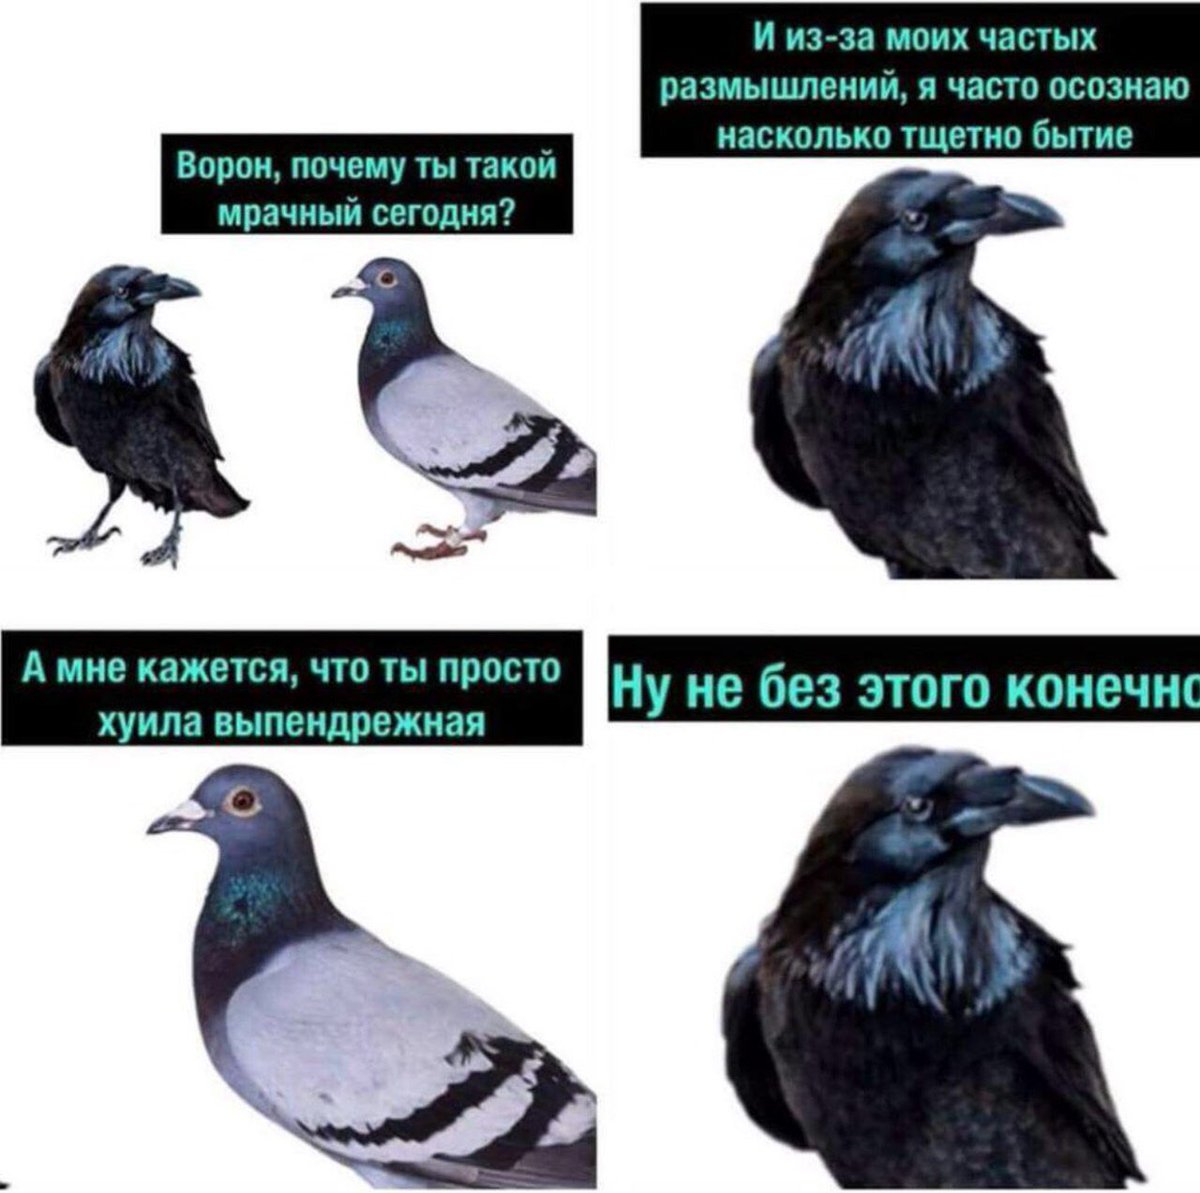 Ворон, почему ты такой
мрачный сегодня?
И из-за моих частых
размышлений, я часто осознаю
насколько тщетно бытие
А мне кажется, что ты просто
хуила выпендрежная
Ну не без этого конечно